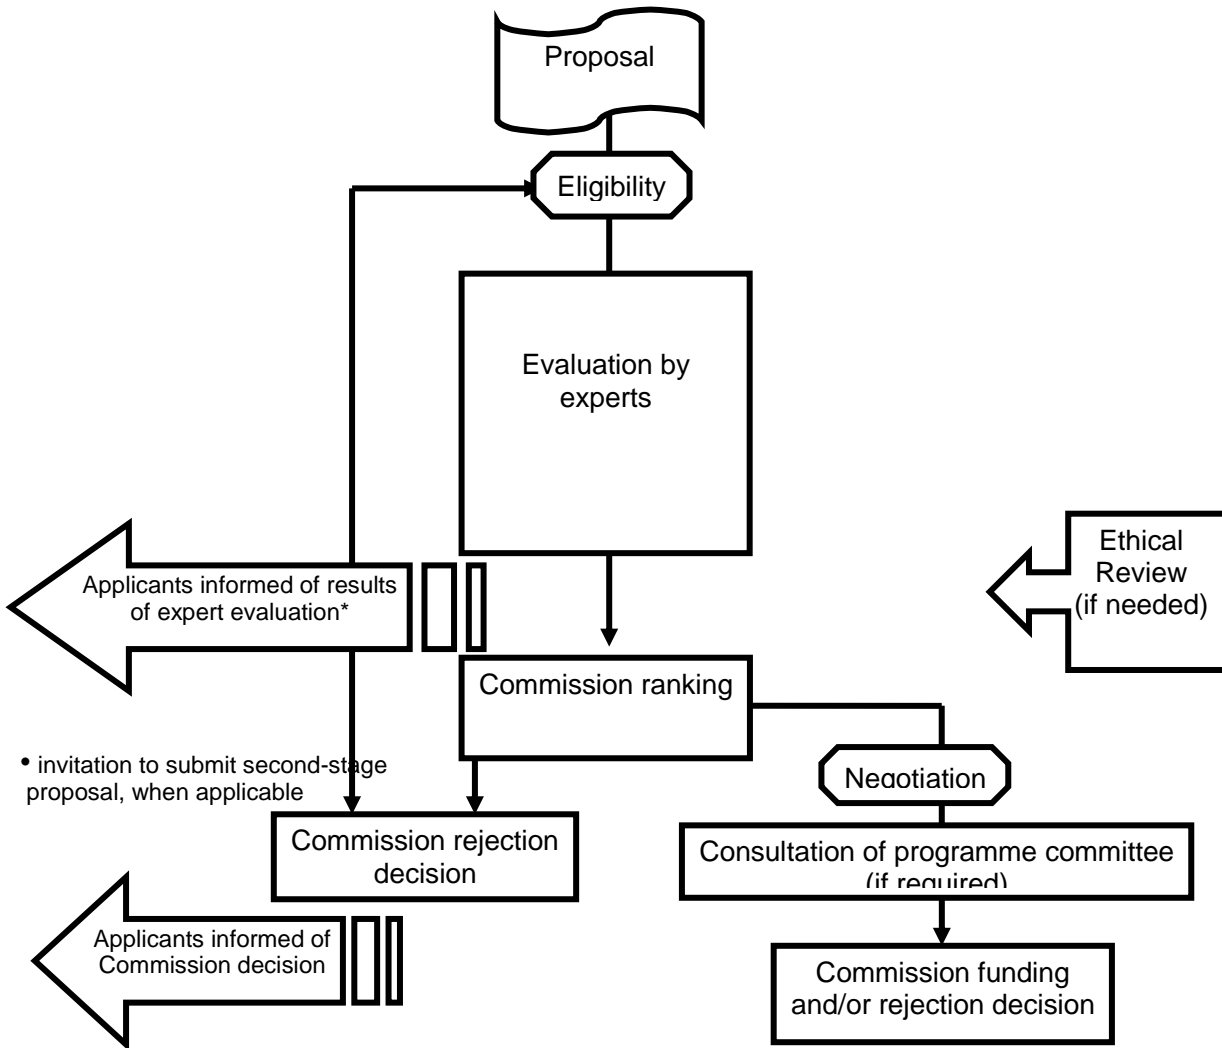 Proposal
Eligibility
Evaluation by
experts
Ethical
Review
(if needed)
Applicants informed of results
of expert evaluation*
Commission ranking
• invitation to submit second-stage
proposal, when applicable
Negotiation
Commission rejection
decision
Consultation of programme committee
(if required)
Applicants informed of
Commission decision
Commission funding
and/or rejection decision